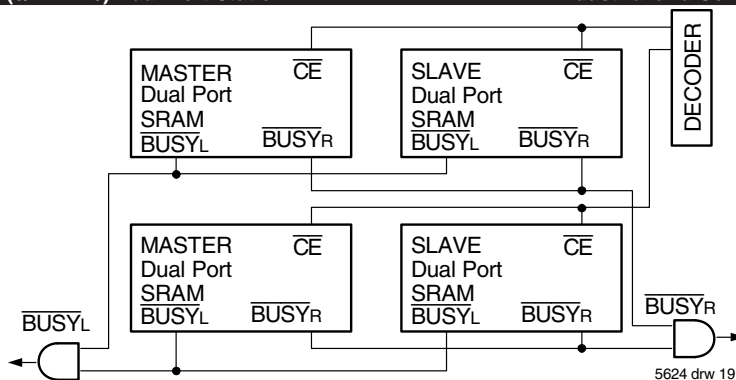 MASTER
Dual Port
SRAM
BUSYL
CE
BUSYR
SLAVE
Dual Port
SRAM
BUSYL
CE
BUSYR
DECODER
MASTER
Dual Port
SRAM
BUSYL
CE
BUSYR
SLAVE
Dual Port
SRAM
BUSYL
CE
BUSYR
BUSYL
BUSYR
5624 drw 19